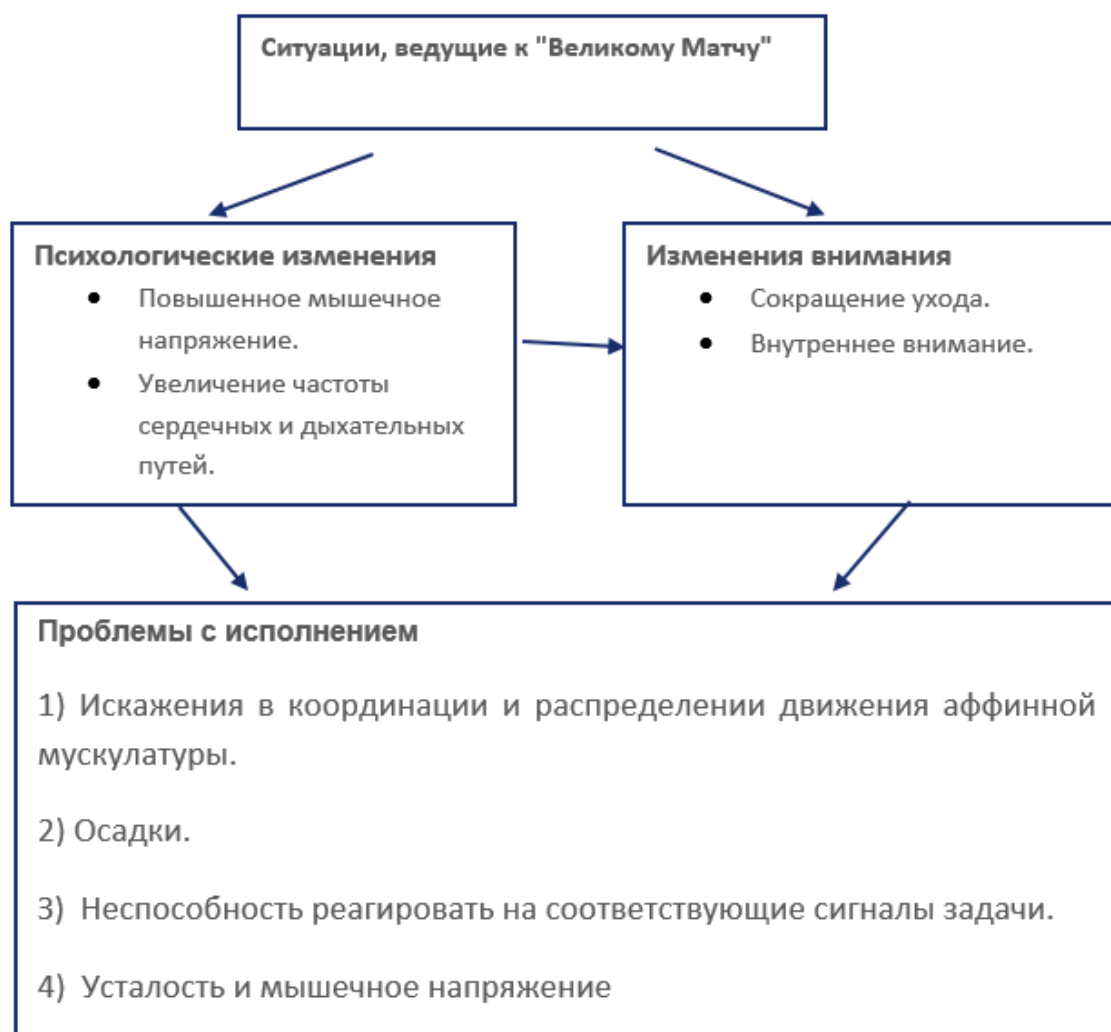 Ситуации, ведущие к "Великому Матчу"
Психологические изменения
Повышенное мышечное
напряжение.
Увеличение частоты
сердечных и дыхательных
путей.
Изменения внимания
Сокращение ухода.
Внутреннее внимание.
Проблемы с исполнением
1) Искажения в координации и распределении движения аффинной
мускулатуры.
2) Осадки.
3) Неспособность реагировать на соответствующие сигналы задачи.
4) Усталость и мышечное напряжение